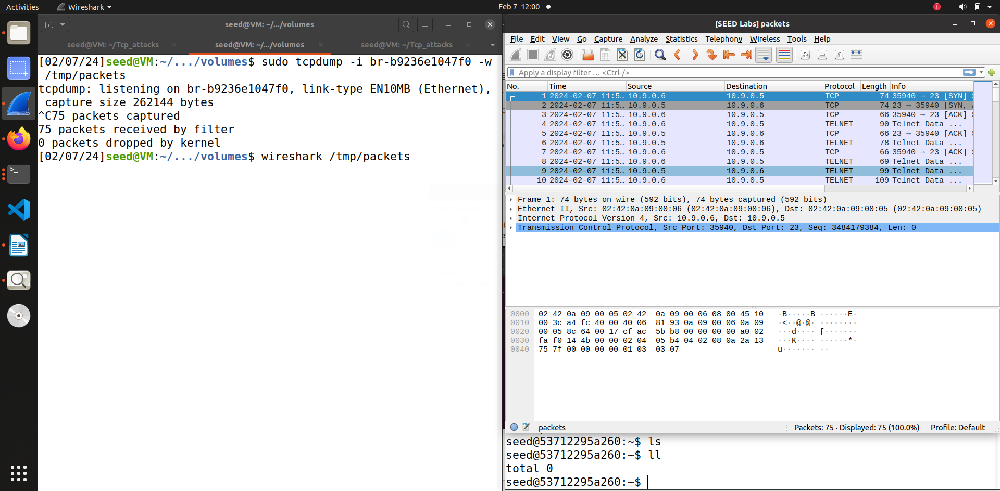 Activities
Wireshark
Feb 7 12:00
seed@VM: ~/.../volumes
seed@VM: ~/Tcp_attacks
seed@VM: ~/.../volumes
seed@VM: ~/Tcp_attacks
[02/07/24]seed@VM:~/.../volumes$ sudo tcpdump -i br-b9236e1047f0 -w
/tmp/packets
tcpdump: listening on br-b9236e1047f0, link-type EN10MB (Ethernet),
capture size 262144 bytes
^C75 packets captured
75 packets received by filter
0 packets dropped by kernel
[02/07/24]seed@VM:~/.../volumes$ wireshark /tmp/packets
[SEED Labs] packets
File Edit View Go Capture Analyze Statistics Telephony Wireless Tools Help
Apply a display filter … <Ctrl-/>
No. Time Source Destination Protocol Length Info
1 2024-02-07 11:5… 10.9.0.6 10.9.0.5 TCP 74 35940 → 23 [SYN]
2 2024-02-07 11:5… 10.9.0.5 10.9.0.6 TCP 74 23 → 35940 [SYN,
3 2024-02-07 11:5… 10.9.0.6 10.9.0.5 TCP 66 35940 → 23 [ACK]
4 2024-02-07 11:5… 10.9.0.6 10.9.0.5 TELNET 90 Telnet Data ...
5 2024-02-07 11:5… 10.9.0.5 10.9.0.6 TCP 66 23 → 35940 [ACK]
6 2024-02-07 11:5… 10.9.0.5 10.9.0.6 TELNET 78 Telnet Data ...
7 2024-02-07 11:5… 10.9.0.6 10.9.0.5 TCP 66 35940 → 23 [ACK]
8 2024-02-07 11:5… 10.9.0.6 10.9.0.5 TELNET 69 Telnet Data ...
9 2024-02-07 11:5… 10.9.0.5 10.9.0.6 TELNET 99 Telnet Data ...
10 2024-02-07 11:5… 10.9.0.6 10.9.0.5 TELNET 109 Telnet Data ...
Frame 1: 74 bytes on wire (592 bits), 74 bytes captured (592 bits)
Ethernet II, Src: 02:42:0a:09:00:06 (02:42:0a:09:00:06), Dst: 02:42:0a:09:00:05 (02:42:0a:09:00:05)
Internet Protocol Version 4, Src: 10.9.0.6, Dst: 10.9.0.5
Transmission Control Protocol, Src Port: 35940, Dst Port: 23, Seq: 3484179384, Len: 0
0000 02 42 0a 09 00 05 02 42 0a 09 00 06 08 00 45 10 ·B·····B ······E·
0010 00 3c a4 fc 40 00 40 06 81 93 0a 09 00 06 0a 09 ·<··@·@· ········
0020 00 05 8c 64 00 17 cf ac 5b b8 00 00 00 00 a0 02 ···d···· [·······
0030 fa f0 14 4b 00 00 02 04 05 b4 04 02 08 0a 2a 13 ···K···· ······*·
0040 75 7f 00 00 00 00 01 03 03 07 u······· ··
packets
Packets: 75 · Displayed: 75 (100.0%)
Profile: Default
seed@53712295a260:~$ ls
seed@53712295a260:~$ ll
total 0
seed@53712295a260:~$